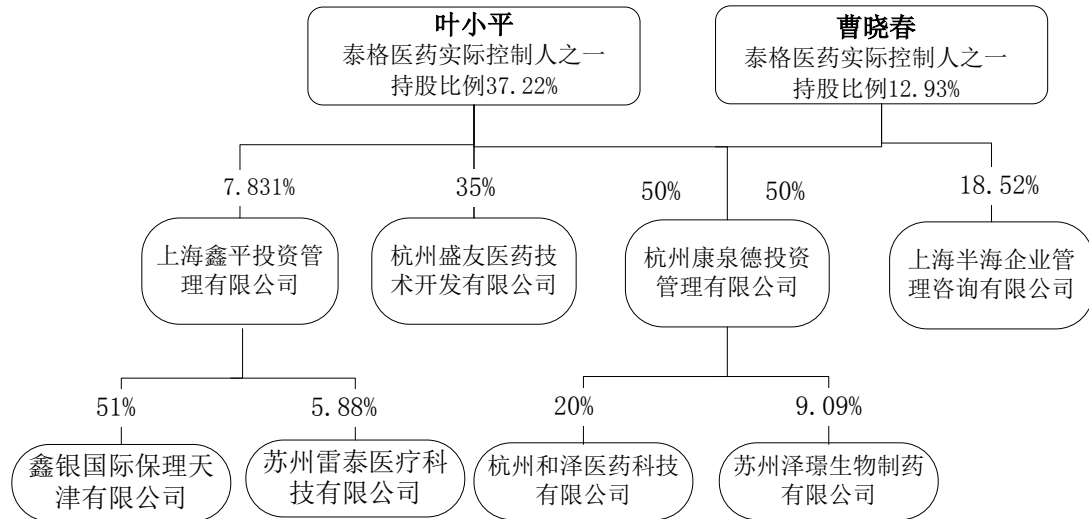 叶小平
泰格医药实际控制人之一
持股比例37.22%
曹晓春
泰格医药实际控制人之一
持股比例12.93%
7.831%
35%
50%
50%
18.52%
上海鑫平投资管
理有限公司
杭州盛友医药技
术开发有限公司
杭州康泉德投资
管理有限公司
上海半海企业管
理咨询有限公司
51%
5.88%
20%
9.09%
鑫银国际保理天
津有限公司
苏州雷泰医疗科
技有限公司
杭州和泽医药科技
有限公司
苏州泽璟生物制药
有限公司